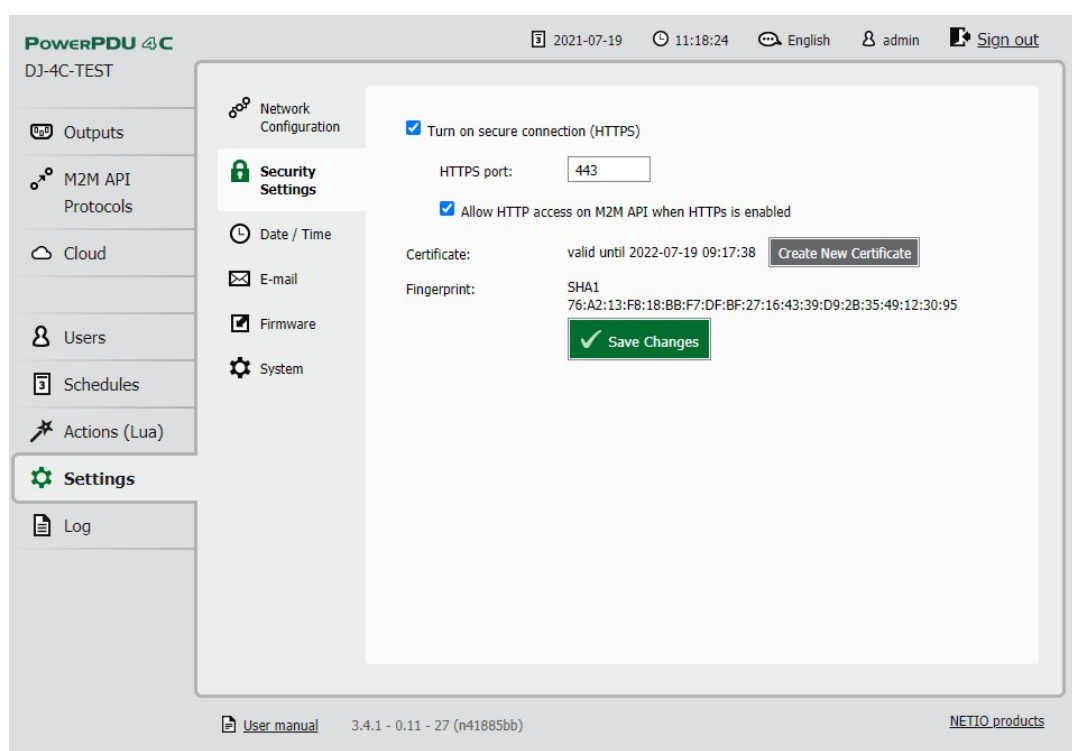 PowerPDU 4C
DJ-4C-TEST
3 2021-07-19 11:18:24 English admin Sign out
Outputs
M2M API
Protocols
Cloud
Users
3 Schedules
Actions (Lua)
Settings
Log
Network
Configuration
Security
Settings
Date / Time
E-mail
Firmware
System
Turn on secure connection (HTTPS)
HTTPS port: 443
Allow HTTP access on M2M API when HTTPs is enabled
Certificate: valid until 2022-07-19 09:17:38 Create New Certificate
Fingerprint: SHA1
76:A2:13:F8:18:BB:F7:DF:BF:27:16:43:39:D9:2B:35:49:12:30:95
Save Changes
User manual 3.4.1 - 0.11 - 27 (n41885bb) NETIO products